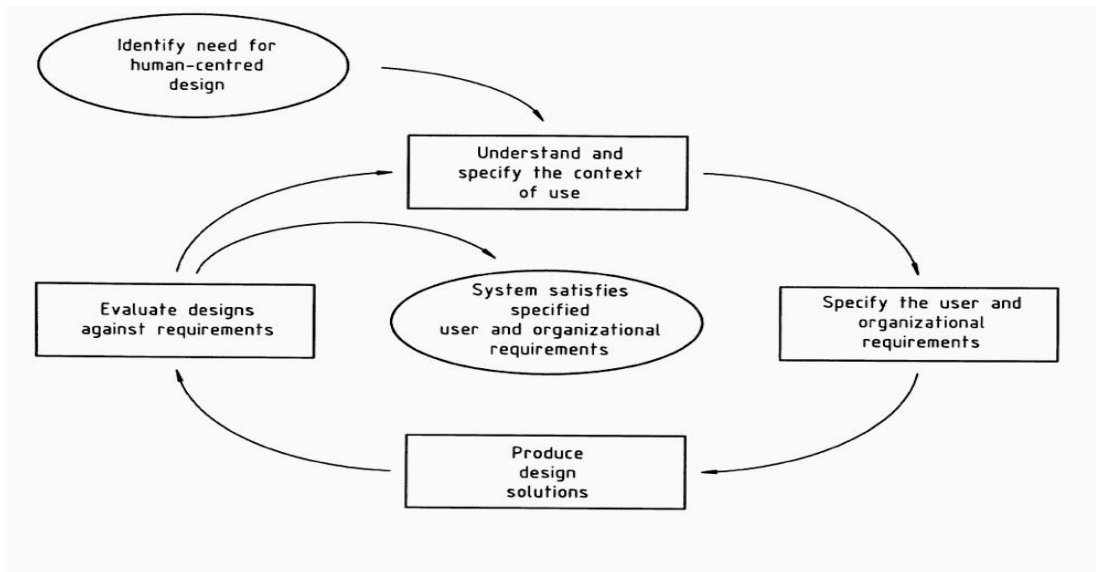 Identify need for
human-centred
design
Understand and
specify the context
of use
Evaluate designs
against requirements
System satisfies
specified
user and organizational
requirements
Specify the user and
organizational
requirements
Produce
design
solutions